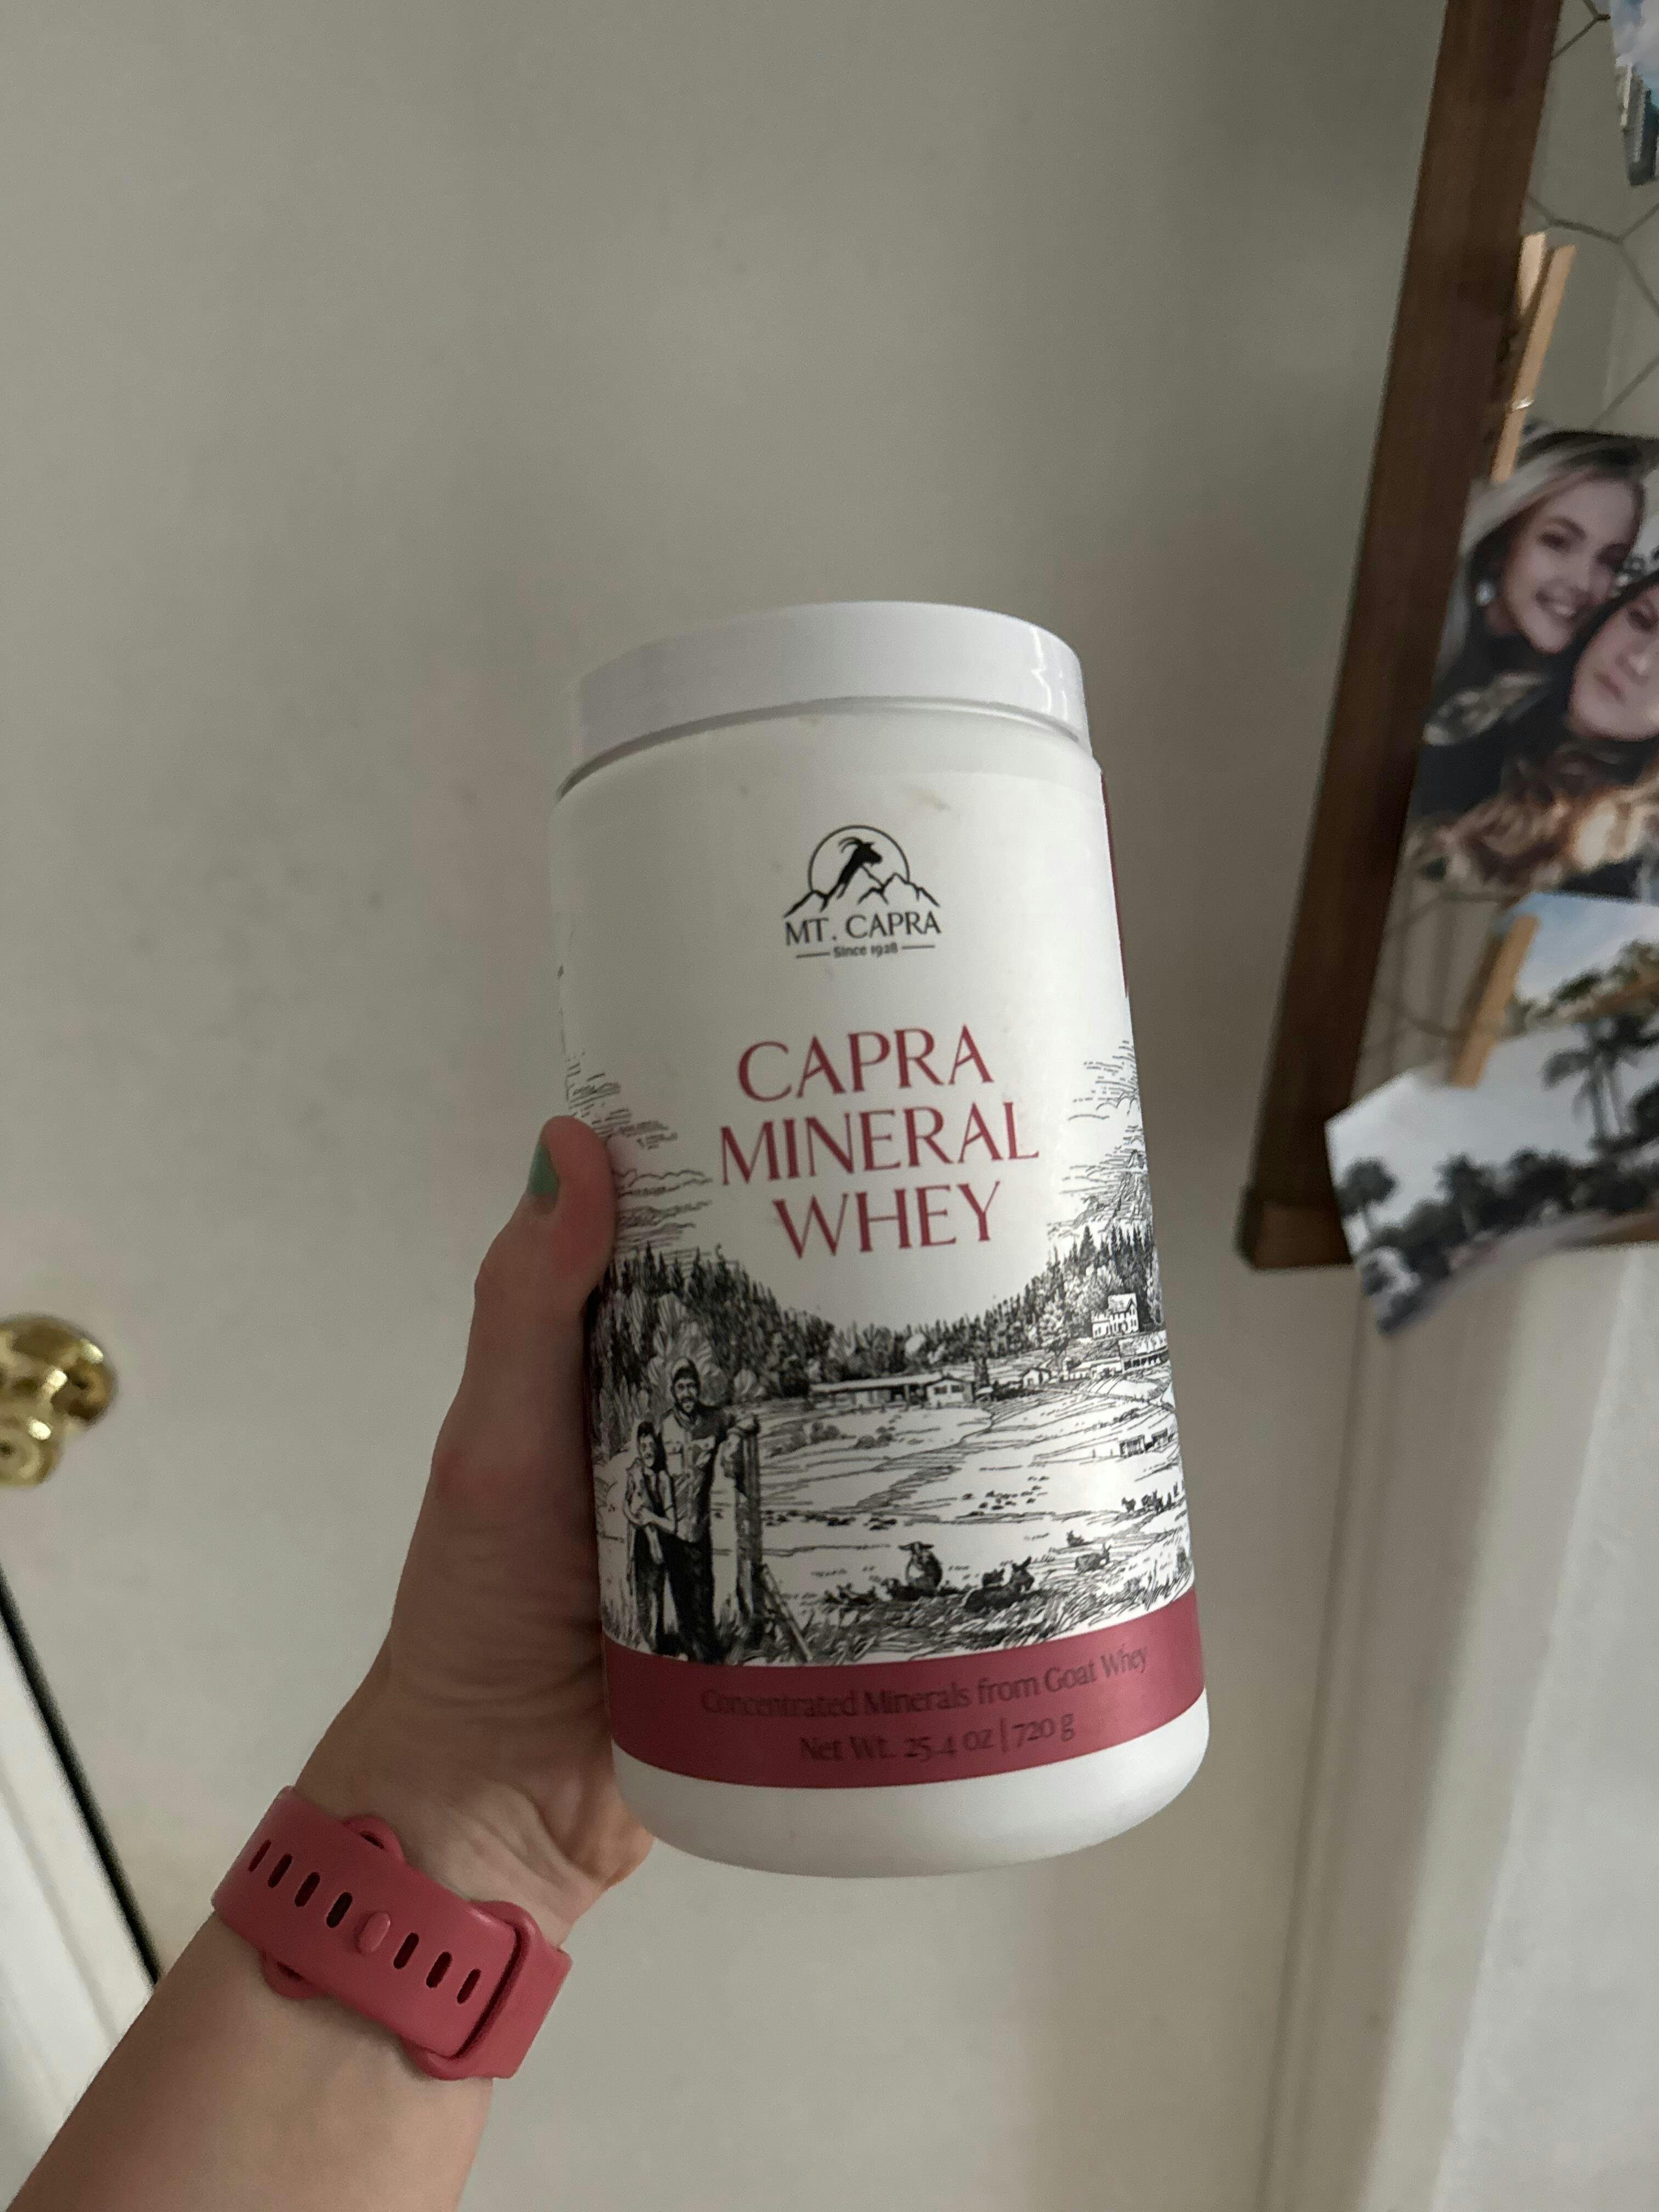 MT. CAPRA
Since 1928
CAPRA
MINERAL
WHEY
Concentrated Minerals from Goat Whey
Net Wt. 25.4 oz | 720 g